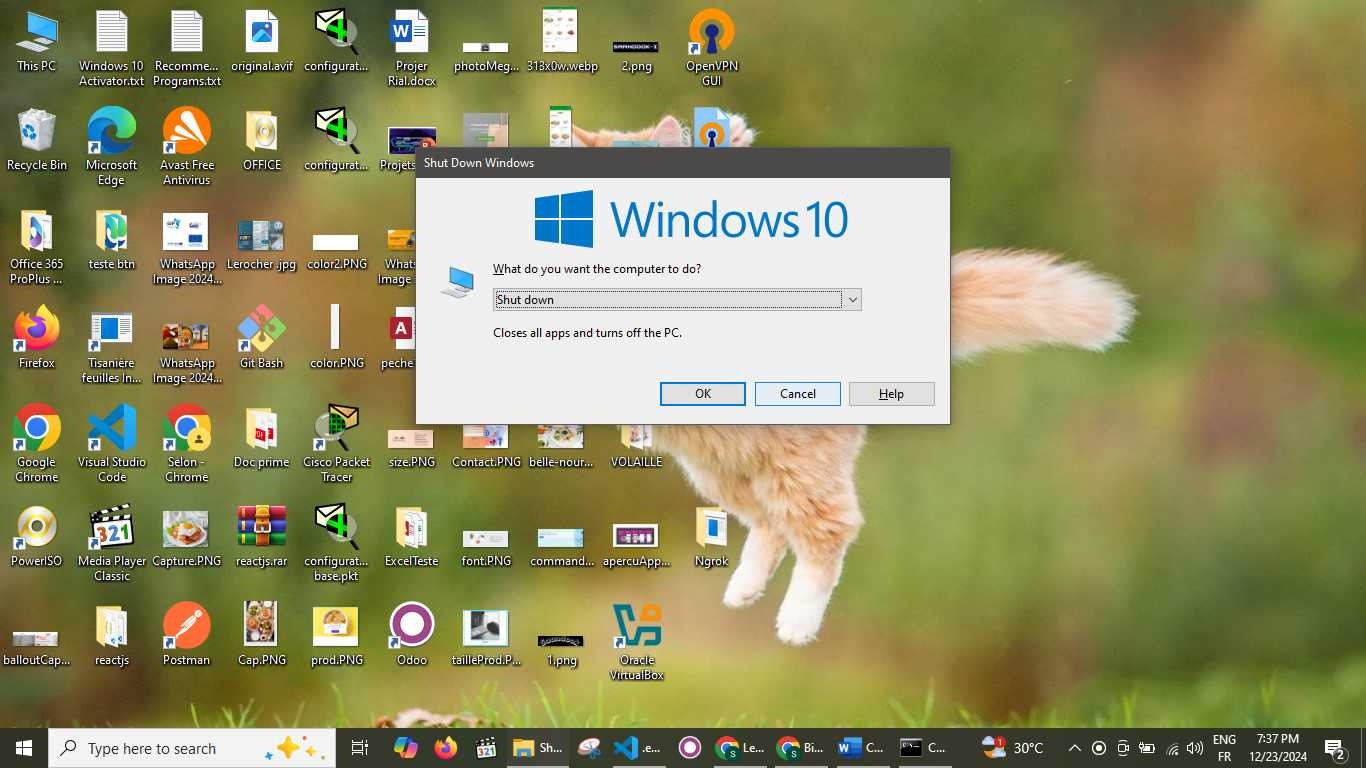 This PC
Windows 10
Activator.txt
Recomme...
Programs.txt
original.avif
configurat...
Projer
Rial.docx
photoMeg...
313x0w.webp
2.png
OpenVPN
GUI
Recycle Bin
Microsoft
Edge
Avast Free
Antivirus
OFFICE
configurat...
Projets
Shut Down Windows
Windows 10
What do you want the computer to do?
Shut down
Closes all apps and turns off the PC.
OK
Cancel
Help
Office 365
ProPlus ...
teste btn
WhatsApp
Image 2024...
Lerocher .jpg
color2.PNG
Whats
Image
Firefox
Tisanière
feuilles In...
WhatsApp
Image 2024...
Git Bash
color.PNG
peche
Google
Chrome
Visual Studio
Code
Selon -
Chrome
Doc prime
Cisco Packet
Tracer
size.PNG
Contact.PNG
belle-nour...
VOLAILLE
PowerISO
Media Player
Classic
Capture.PNG
reactjs.rar
configurat...
base.pkt
ExcelTeste
font.PNG
command...
apercuApp...
Ngrok
balloutCap...
reactjs
Postman
Cap.PNG
prod.PNG
Odoo
tailleProd.P...
1.png
Oracle
VirtualBox
Type here to search
Sh...
.e...
Le...
Bi...
C...
C...
1
30°C
ENG
FR
7:37 PM
12/23/2024
2